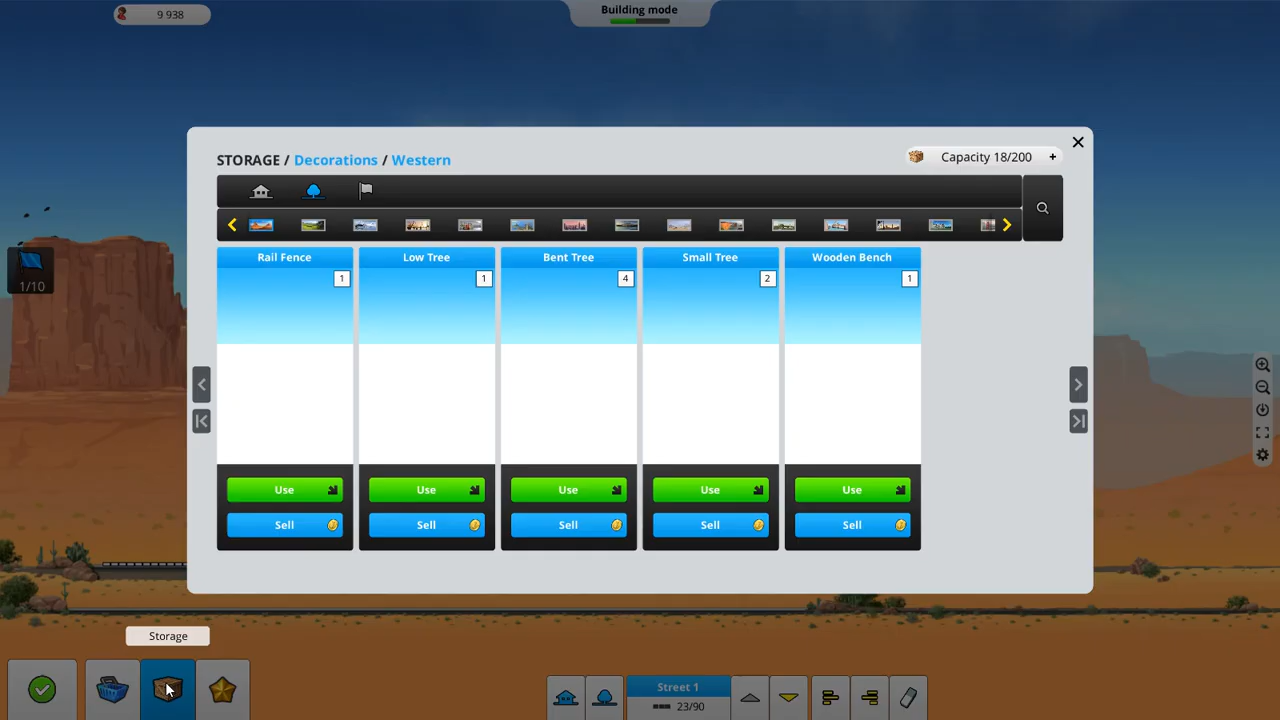 9 938
Building mode
STORAGE / Decorations / Western
Capacity 18/200 +
Rail Fence
Low Tree
Bent Tree
Small Tree
Wooden Bench
1
1
4
2
1
1/10
Use
Use
Use
Use
Use
Sell
Sell
Sell
Sell
Sell
Storage
Street 1
23/90